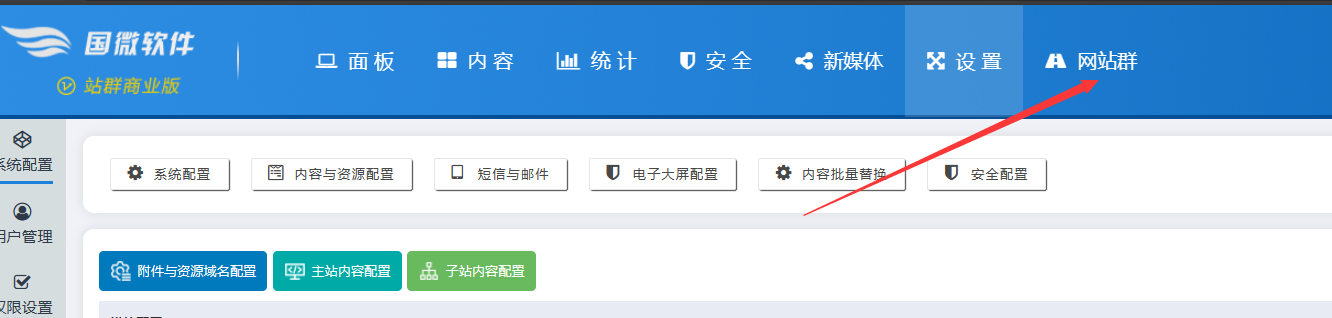 国微软件
站群商业版
面板 内容 统计 安全 新媒体 设置 网站群
系统配置
用户管理
权限设置
系统配置 内容与资源配置 短信与邮件 电子大屏配置 内容批量替换 安全配置
附件与资源域名配置 主站内容配置 子站内容配置